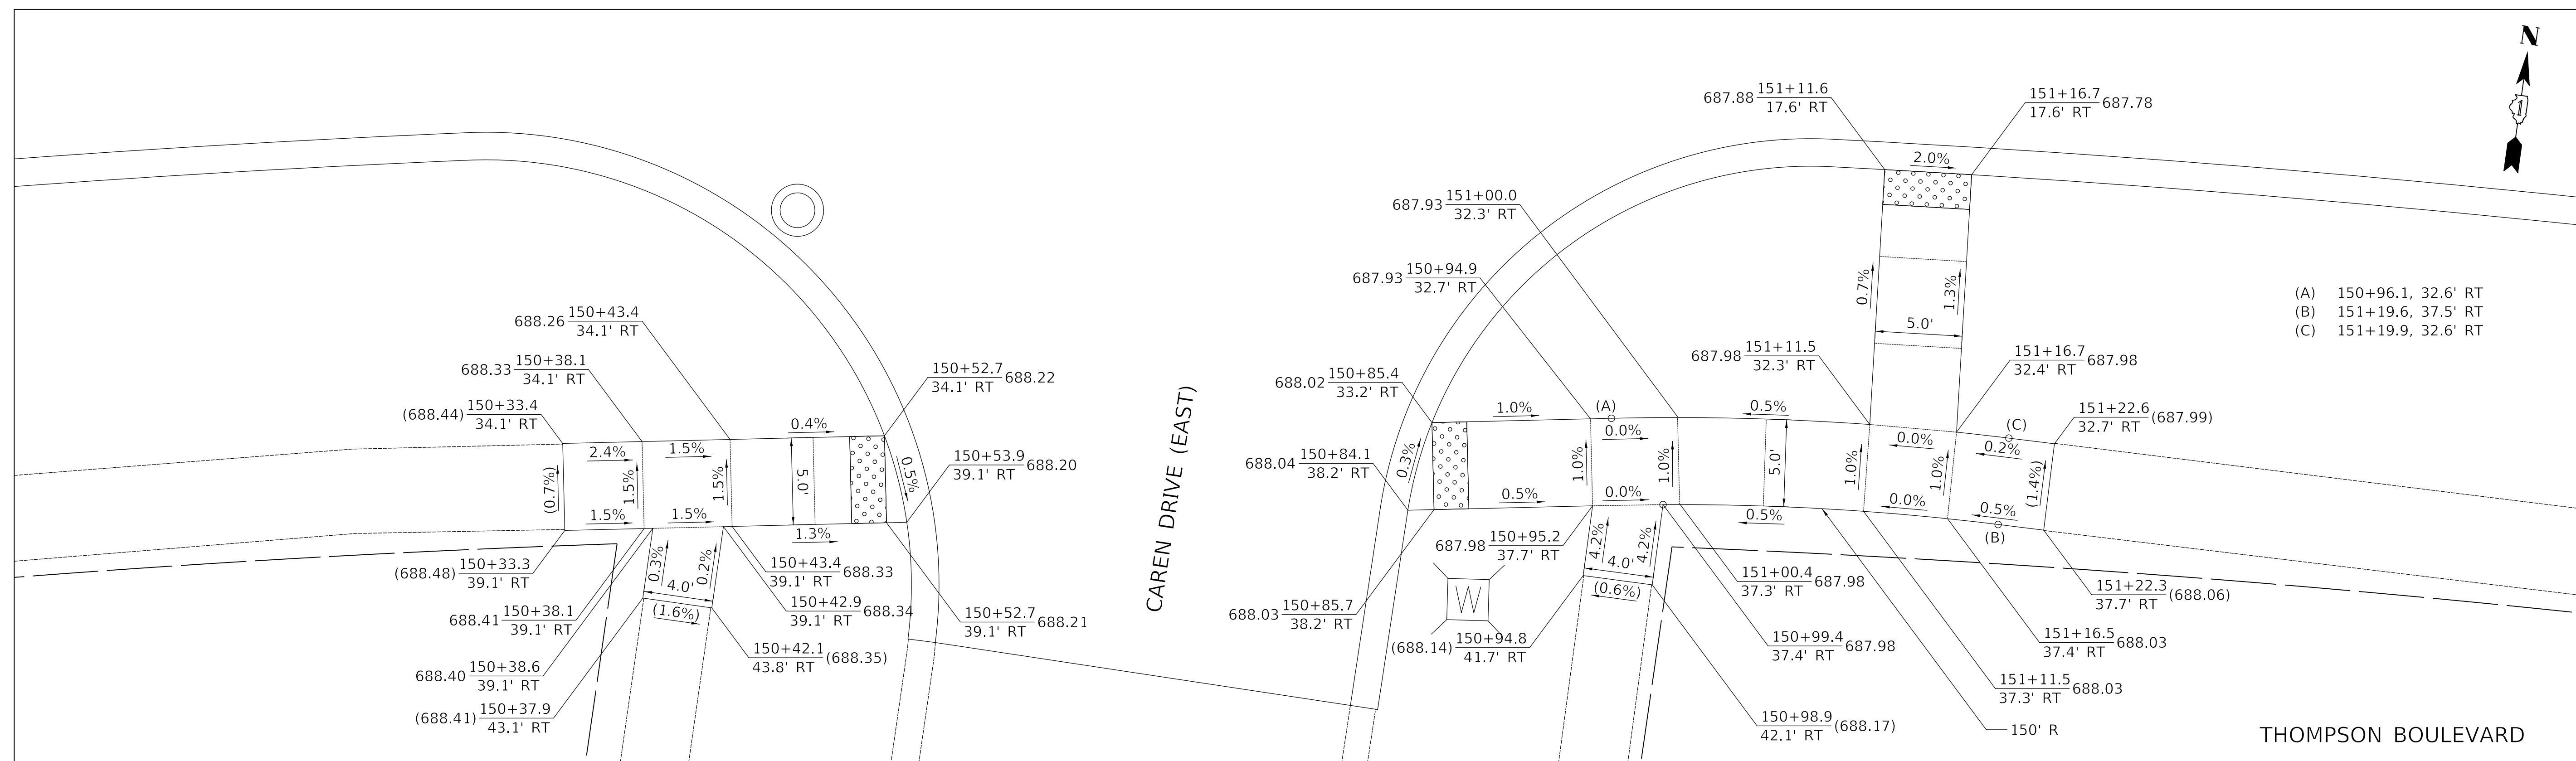 N
1
687.88 151+11.6
17.6' RT
151+16.7 687.78
17.6' RT
2.0%
687.93 151+00.0
32.3' RT
687.93 150+94.9
32.7' RT
0.7%
1.3%
5.0'
(A) 150+96.1, 32.6' RT
(B) 151+19.6, 37.5' RT
(C) 151+19.9, 32.6' RT
688.26 150+43.4
34.1' RT
688.33 150+38.1
34.1' RT
(688.44) 150+33.4
34.1' RT
150+52.7 688.22
34.1' RT
150+53.9 688.20
39.1' RT
688.02 150+85.4
33.2' RT
688.04 150+84.1
38.2' RT
687.98 151+11.5
32.3' RT
151+16.7 687.98
32.4' RT
151+22.6 (687.99)
32.7' RT
0.4%
2.4%
1.5%
(0.7%)
1.5%
1.5%
5.0'
0.5%
1.5%
1.5%
1.3%
CAREN DRIVE (EAST)
1.0%
(A)
0.0%
0.5%
0.3%
1.0%
1.0%
5.0'
1.0%
1.0%
0.0%
(C)
0.2%
(1.4%)
0.5%
0.0%
0.5%
0.0%
0.5%
(B)
(688.48) 150+33.3
39.1' RT
688.41 150+38.1
39.1' RT
688.40 150+38.6
39.1' RT
(688.41) 150+37.9
43.1' RT
0.3%
0.2%
4.0'
(1.6%)
150+43.4 688.33
39.1' RT
150+42.9 688.34
39.1' RT
150+42.1 (688.35)
43.8' RT
150+52.7 688.21
39.1' RT
687.98 150+95.2
37.7' RT
688.03 150+85.7
38.2' RT
W
(688.14) 150+94.8
41.7' RT
4.2%
4.2%
4.0'
(0.6%)
151+00.4 687.98
37.3' RT
150+99.4 687.98
37.4' RT
150+98.9 (688.17)
42.1' RT
151+22.3 (688.06)
37.7' RT
151+16.5 688.03
37.4' RT
151+11.5 688.03
37.3' RT
150' R
THOMPSON BOULEVARD